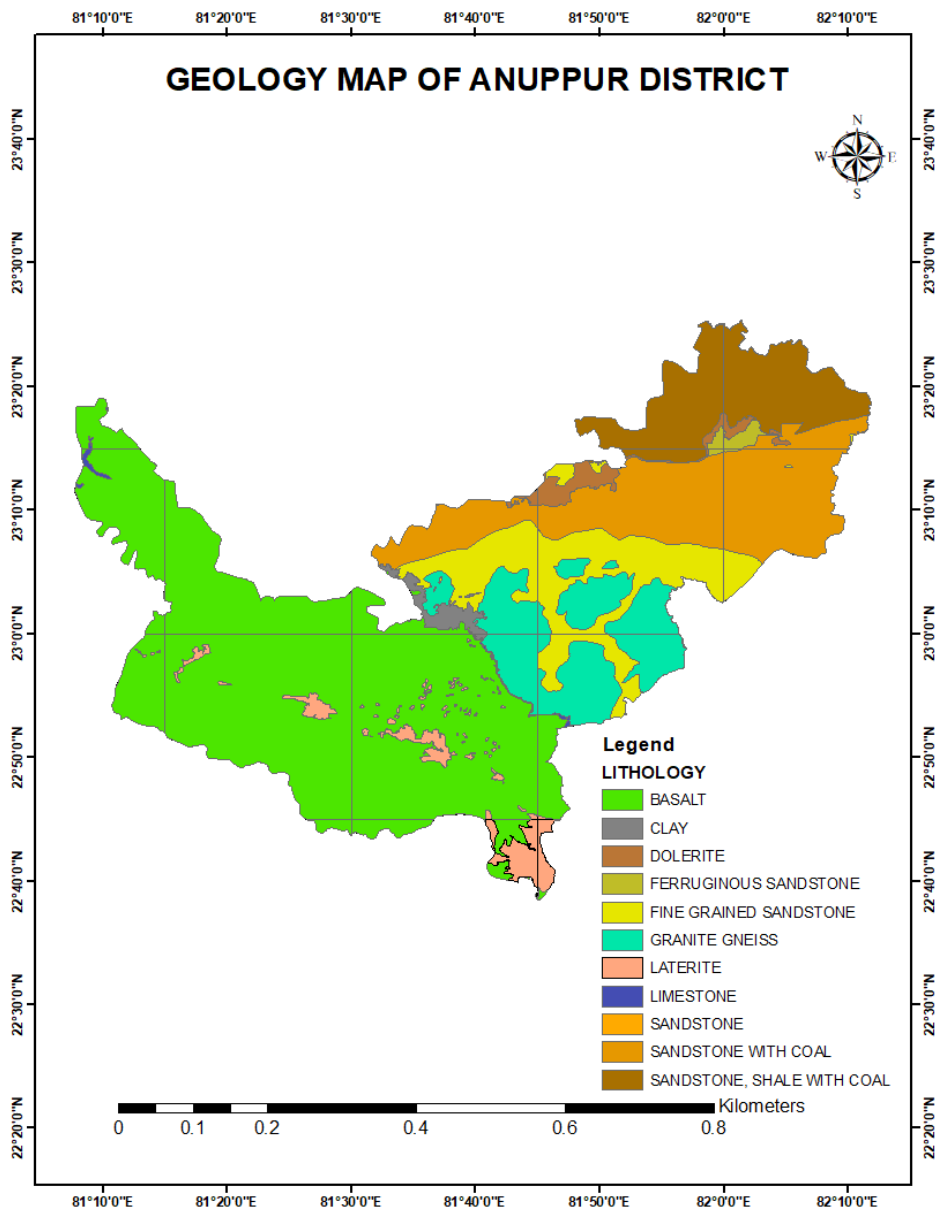 81°10'0"E 81°20'0"E 81°30'0"E 81°40'0"E 81°50'0"E 82°0'0"E 82°10'0"E
GEOLOGY MAP OF ANUPPUR DISTRICT
N
W E
S
23°40'0"N 23°40'0"N
23°30'0"N 23°30'0"N
23°20'0"N 23°20'0"N
23°10'0"N 23°10'0"N
23°0'0"N 23°0'0"N
22°50'0"N 22°50'0"N
22°40'0"N 22°40'0"N
22°30'0"N 22°30'0"N
22°20'0"N 22°20'0"N
Legend
LITHOLOGY
BASALT
CLAY
DOLERITE
FERRUGINOUS SANDSTONE
FINE GRAINED SANDSTONE
GRANITE GNEISS
LATERITE
LIMESTONE
SANDSTONE
SANDSTONE WITH COAL
SANDSTONE, SHALE WITH COAL
Kilometers
0 0.1 0.2 0.4 0.6 0.8
81°10'0"E 81°20'0"E 81°30'0"E 81°40'0"E 81°50'0"E 82°0'0"E 82°10'0"E